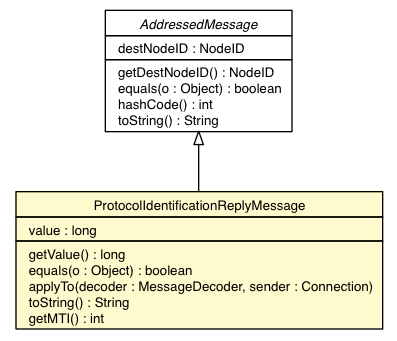 AddressedMessage
destNodeID : NodeID
getDestNodeID() : NodeID
equals(o : Object) : boolean
hashCode() : int
toString() : String
ProtocolIdentificationReplyMessage
value : long
getValue() : long
equals(o : Object) : boolean
applyTo(decoder : MessageDecoder, sender : Connection)
toString() : String
getMTI() : int